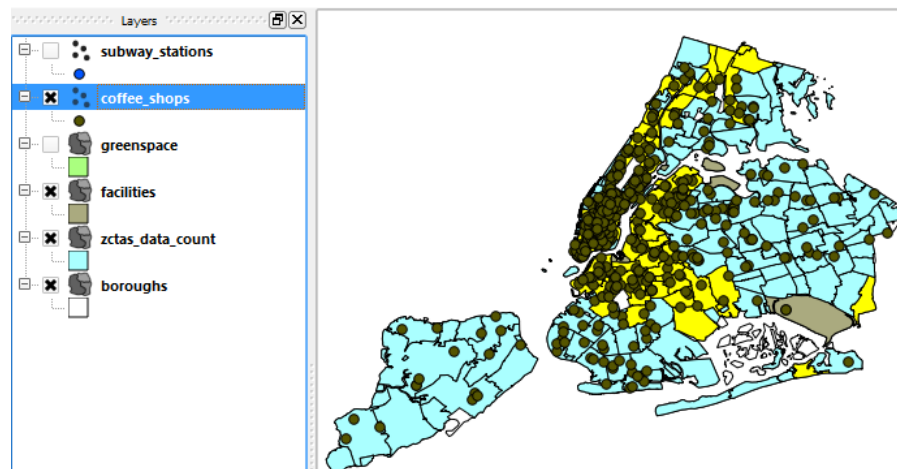 Layers
subway_stations
coffee_shops
greenspace
facilities
zctas_data_count
boroughs